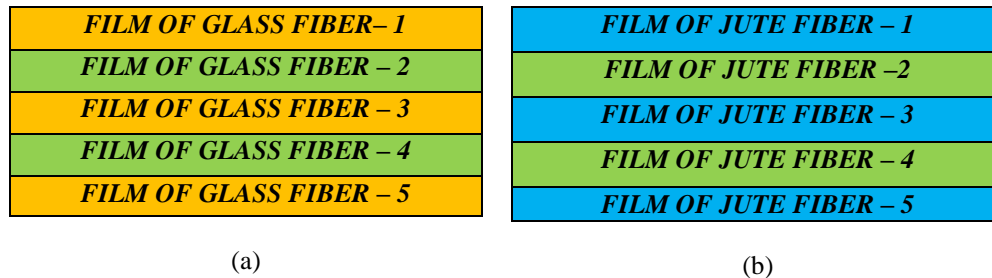 FILM OF GLASS FIBER– 1
FILM OF GLASS FIBER – 2
FILM OF GLASS FIBER – 3
FILM OF GLASS FIBER – 4
FILM OF GLASS FIBER – 5
(a)
FILM OF JUTE FIBER – 1
FILM OF JUTE FIBER –2
FILM OF JUTE FIBER – 3
FILM OF JUTE FIBER – 4
FILM OF JUTE FIBER – 5
(b)